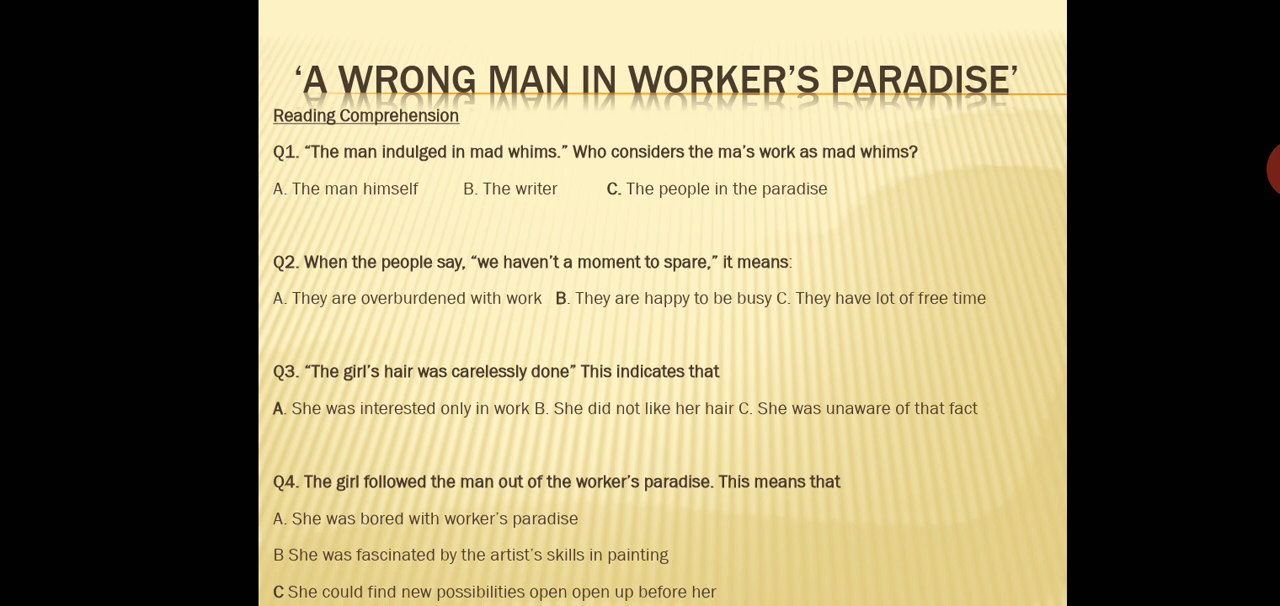 ‘A WRONG MAN IN WORKER’S PARADISE’
Reading Comprehension
Q1. “The man indulged in mad whims.” Who considers the ma’s work as mad whims?
A. The man himself B. The writer C. The people in the paradise
Q2. When the people say, “we haven’t a moment to spare,” it means:
A. They are overburdened with work B. They are happy to be busy C. They have lot of free time
Q3. “The girl’s hair was carelessly done” This indicates that
A. She was interested only in work B. She did not like her hair C. She was unaware of that fact
Q4. The girl followed the man out of the worker’s paradise. This means that
A. She was bored with worker’s paradise
B She was fascinated by the artist’s skills in painting
C She could find new possibilities open open up before her